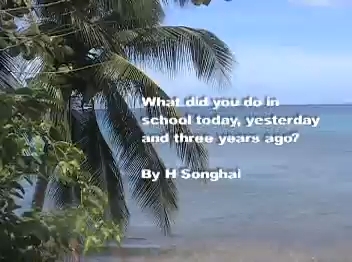 What did you do in
school today, yesterday
and three years ago?
By H Songhai